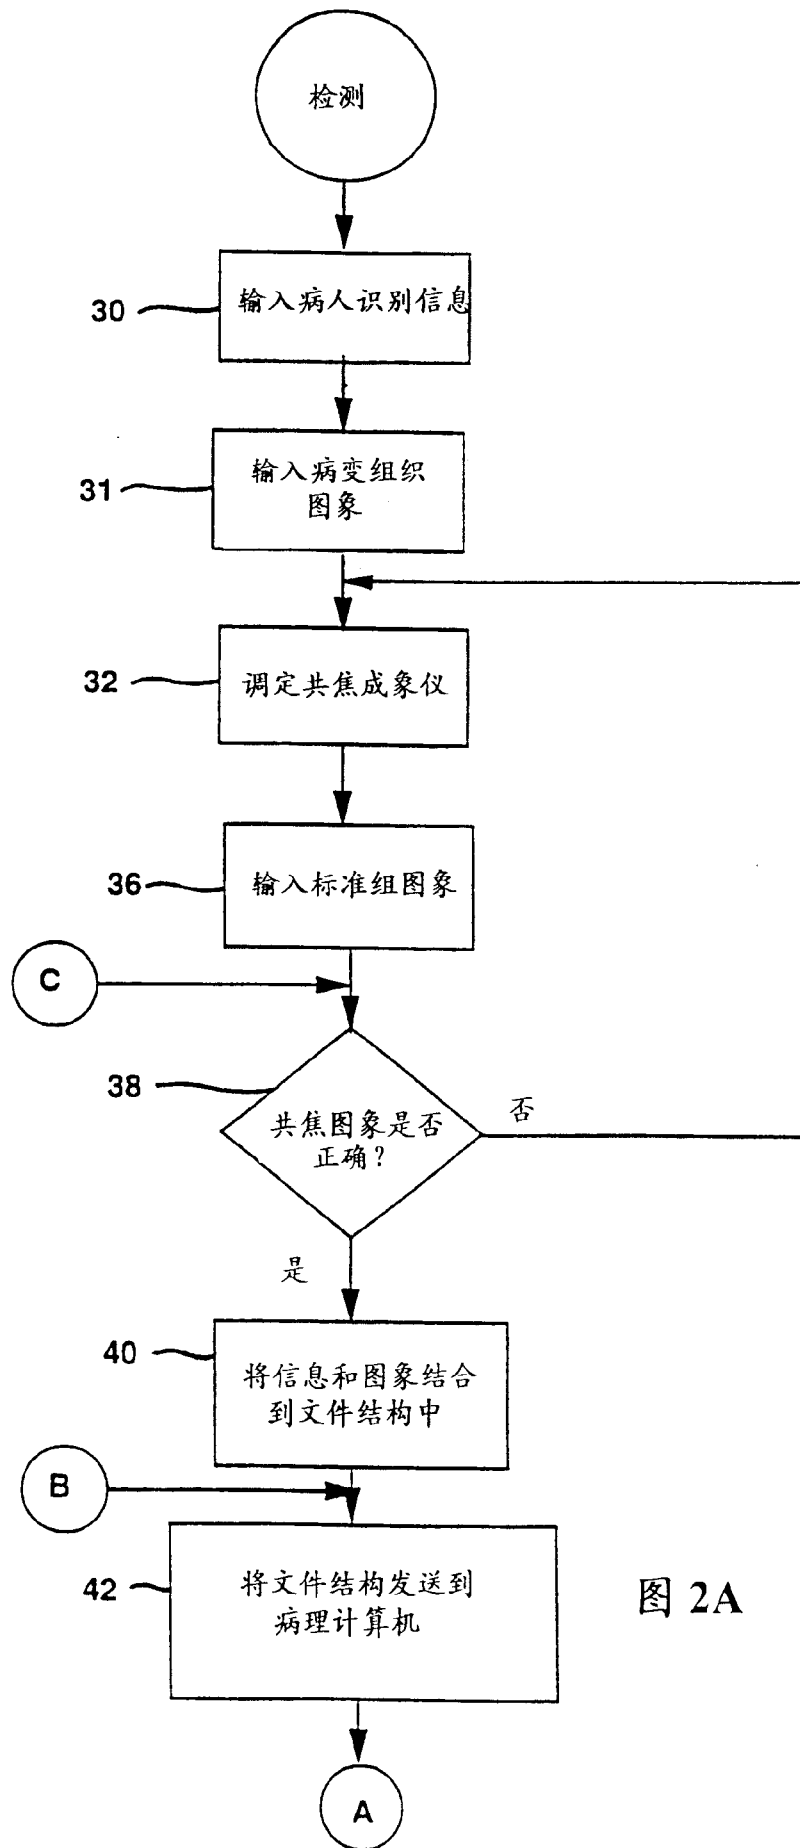 检测
30
输入病人识别信息
31
输入病变组织
图象
32
调定共焦成象仪
36
输入标准组图象
C
38
共焦图象是否
正确?
否
是
40
将信息和图象结合
到文件结构中
B
42
将文件结构发送到
病理计算机
图 2A
A